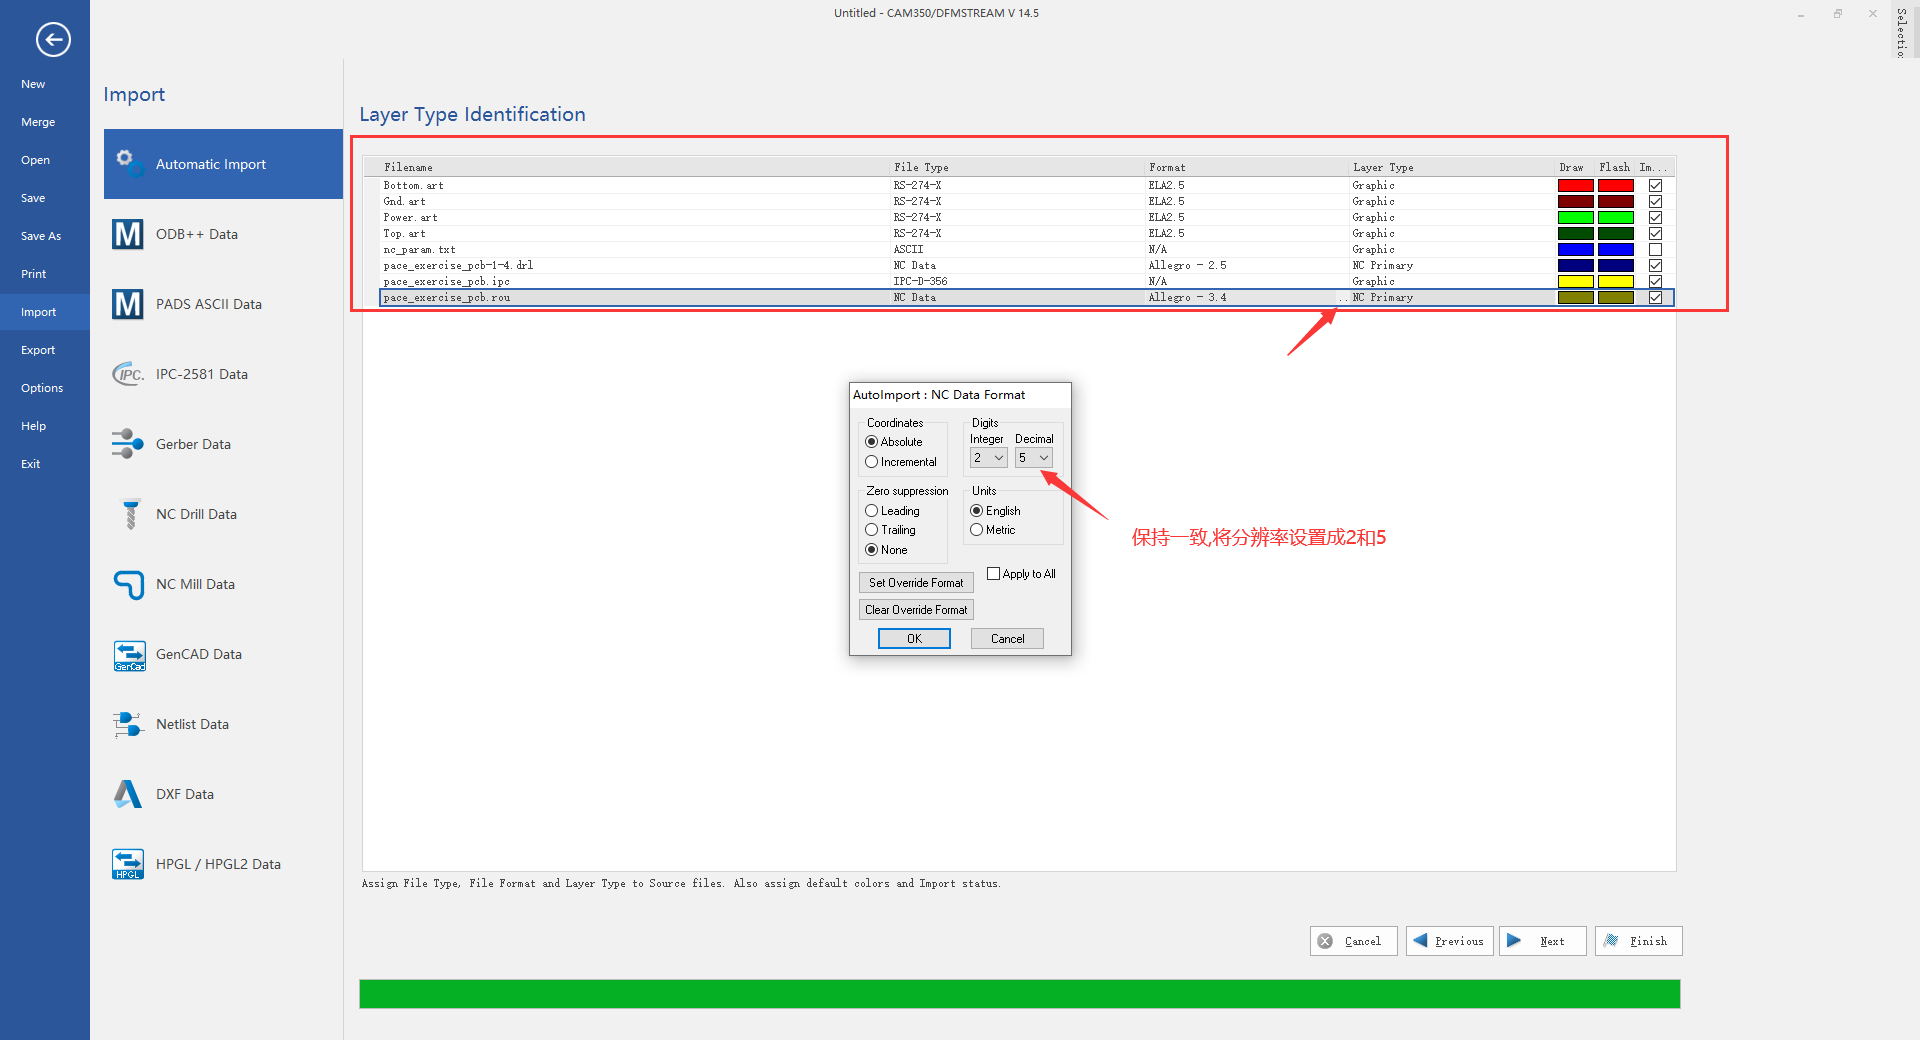 Untitled - CAM350/DFMSTREAM V 14.5
New
Merge
Open
Save
Save As
Print
Import
Export
Options
Help
Exit
Import
Automatic Import
ODB++ Data
PADS ASCII Data
IPC-2581 Data
Gerber Data
NC Drill Data
NC Mill Data
GenCAD Data
Netlist Data
DXF Data
HPGL / HPGL2 Data
M
M
IPC.
GenCad
HPGL
Layer Type Identification
Filename File Type Format Layer Type Draw Flash Im...
Bottom.art RS-274-X ELA2.5 Graphic
Gnd.art RS-274-X ELA2.5 Graphic
Power.art RS-274-X ELA2.5 Graphic
Top.art RS-274-X ELA2.5 Graphic
nc_param.txt ASCII N/A Graphic
pace_exercise_pcb-1-4.drl NC Data Allegro - 2.5 NC Primary
pace_exercise_pcb.ipc IPC-D-356 N/A
pace_exercise_pcb.rou NC Data Allegro - 3.4 .. NC Primary
AutoImport : NC Data Format
Coordinates
Absolute
Incremental
Digits
Integer Decimal
2 5
Zero suppression
Leading
Trailing
None
Units
English
Metric
Set Override Format
Apply to All
Clear Override Format
OK Cancel
保持一致,将分辨率设置成2和5
Assign File Type, File Format and Layer Type to Source files. Also assign default colors and Import status.
Cancel Previous Next Finish